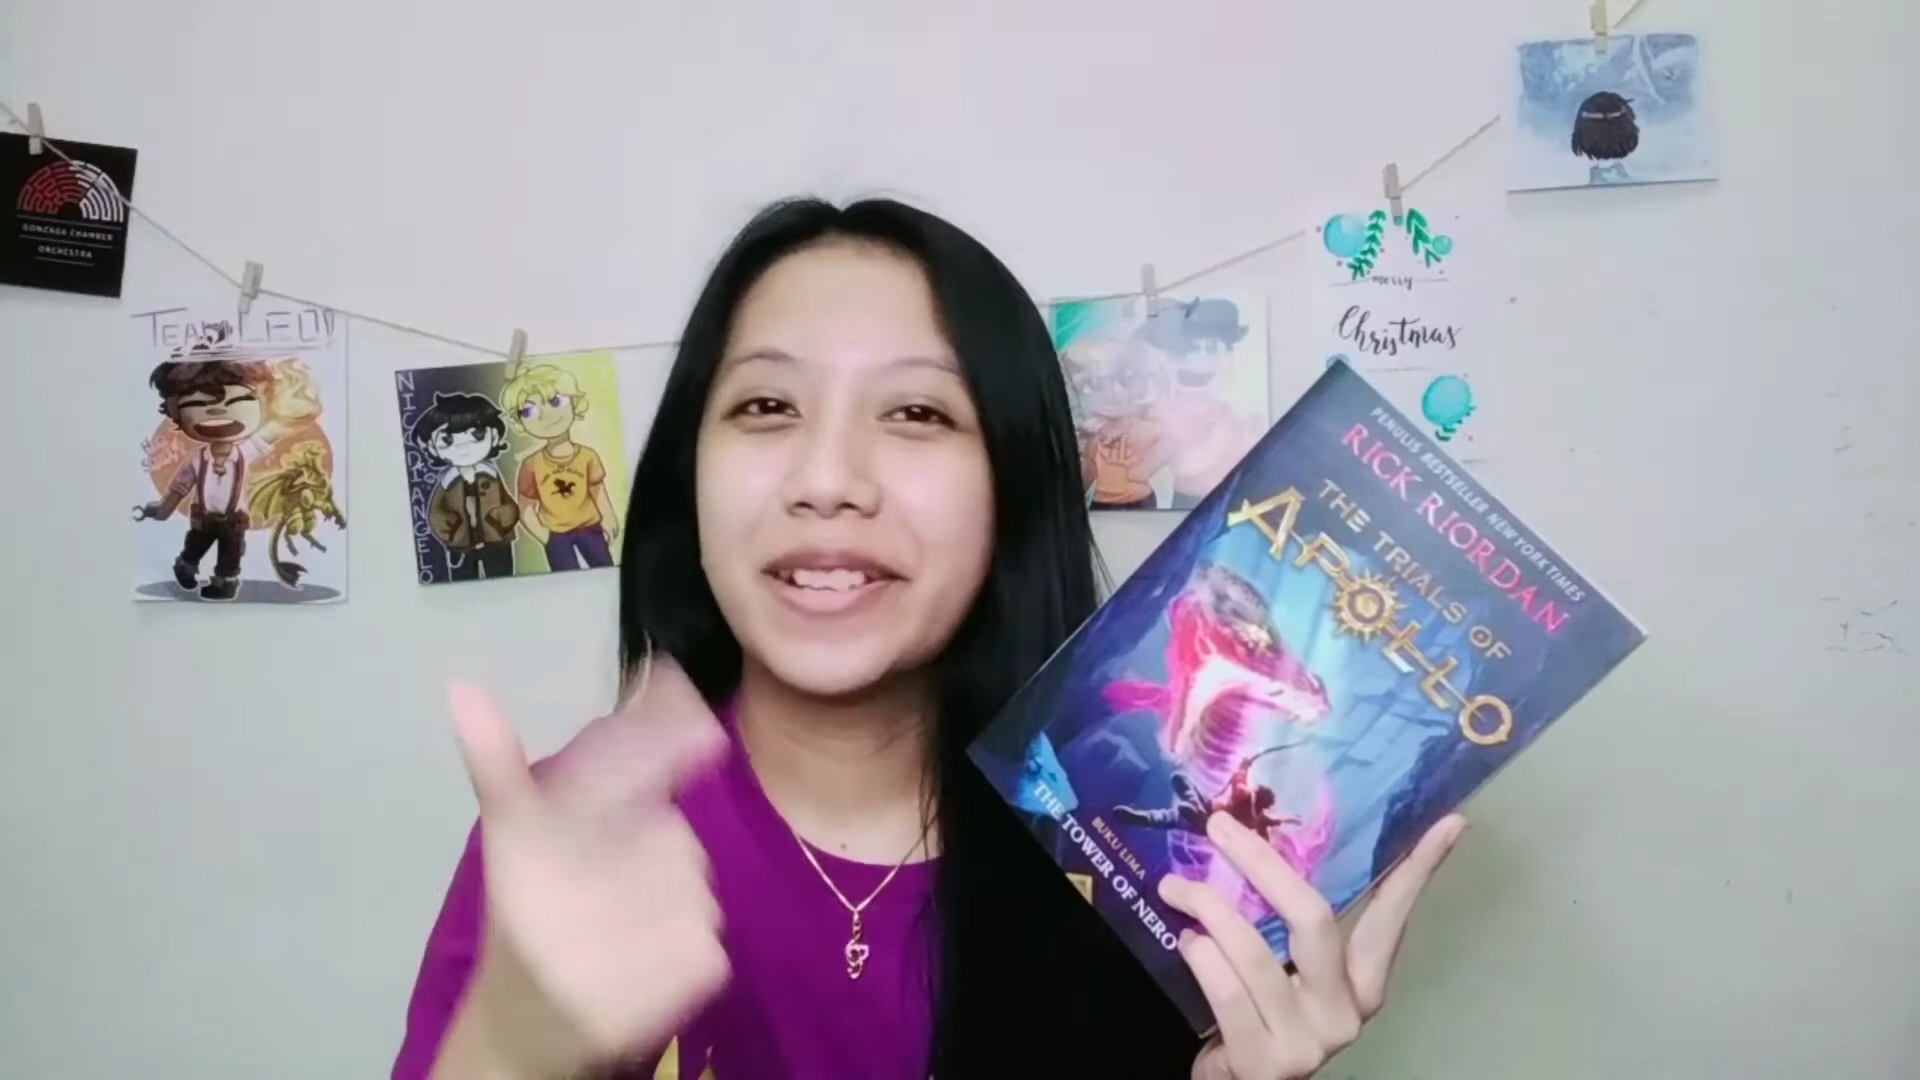 GONZAGA CHAMBER
ORCHESTRA
TEAM LEO!
NICO DI ANGELO
merry
Christmas
PENULIS BESTSELLER NEW YORK TIMES
RICK RIORDAN
THE TRIALS OF
APOLLO
BUKU LIMA
THE TOWER OF NERO